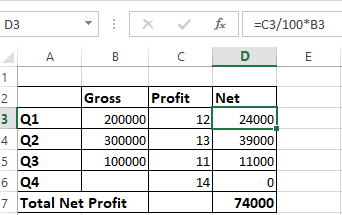 D3 fx =C3/100*B3
A B C D E
1
2 Gross Profit Net
3 Q1 200000 12 24000
4 Q2 300000 13 39000
5 Q3 100000 11 11000
6 Q4 14 0
7 Total Net Profit 74000